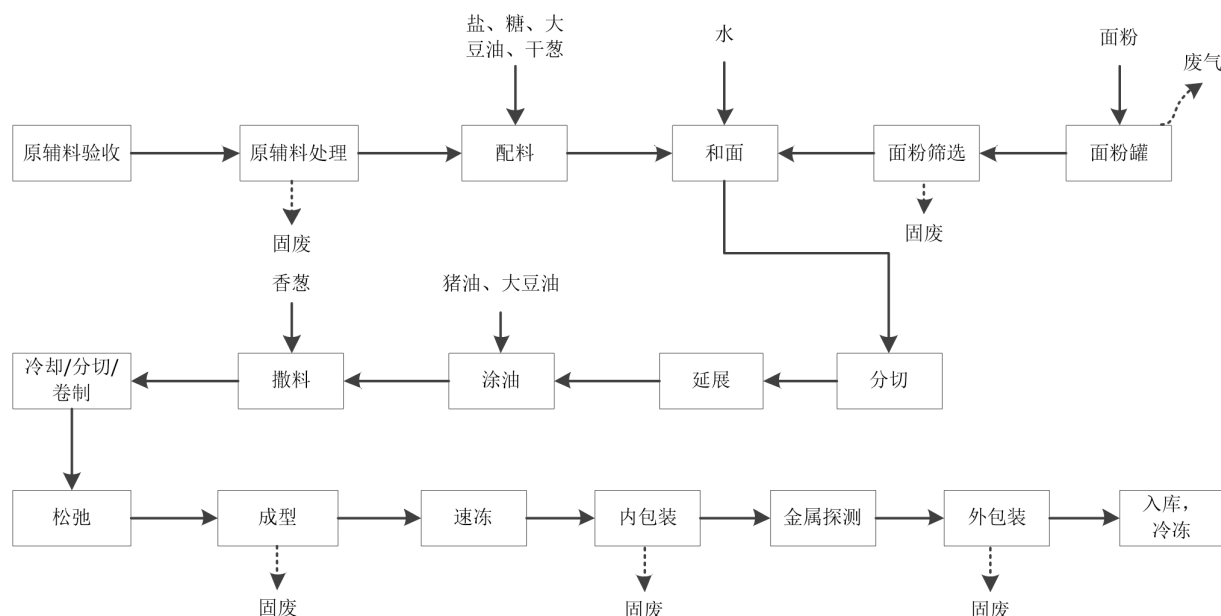 盐、糖、大
豆油、干葱
水
面粉
废气
原辅料验收
原辅料处理
配料
和面
面粉筛选
面粉罐
固废
固废
香葱
猪油、大豆油
冷却/分切/
卷制
撒料
涂油
延展
分切
松弛
成型
速冻
内包装
金属探测
外包装
入库，
冷冻
固废
固废
固废